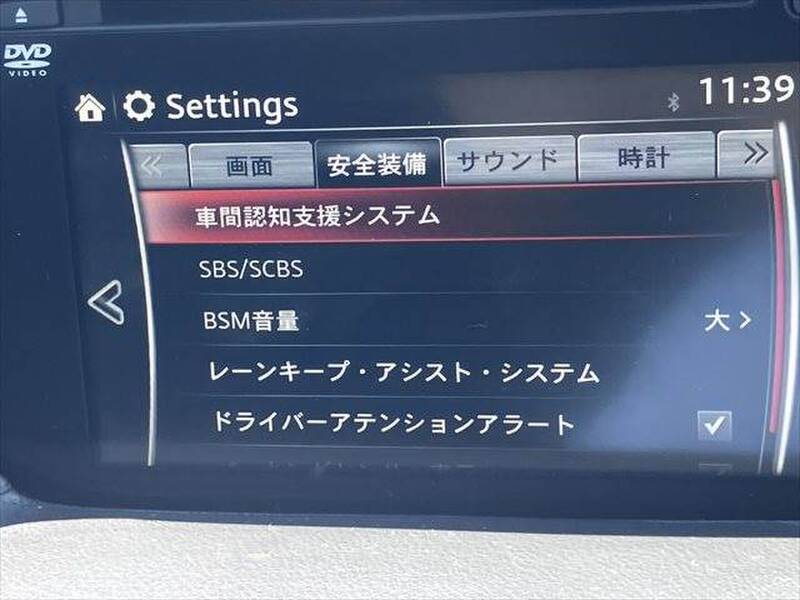 DVD
VIDEO
Settings 11:39
画面 安全装備 サウンド 時計
車間認知支援システム
SBS/SCBS
BSM音量 大
レーンキープ・アシスト・システム
ドライバーアテンションアラート